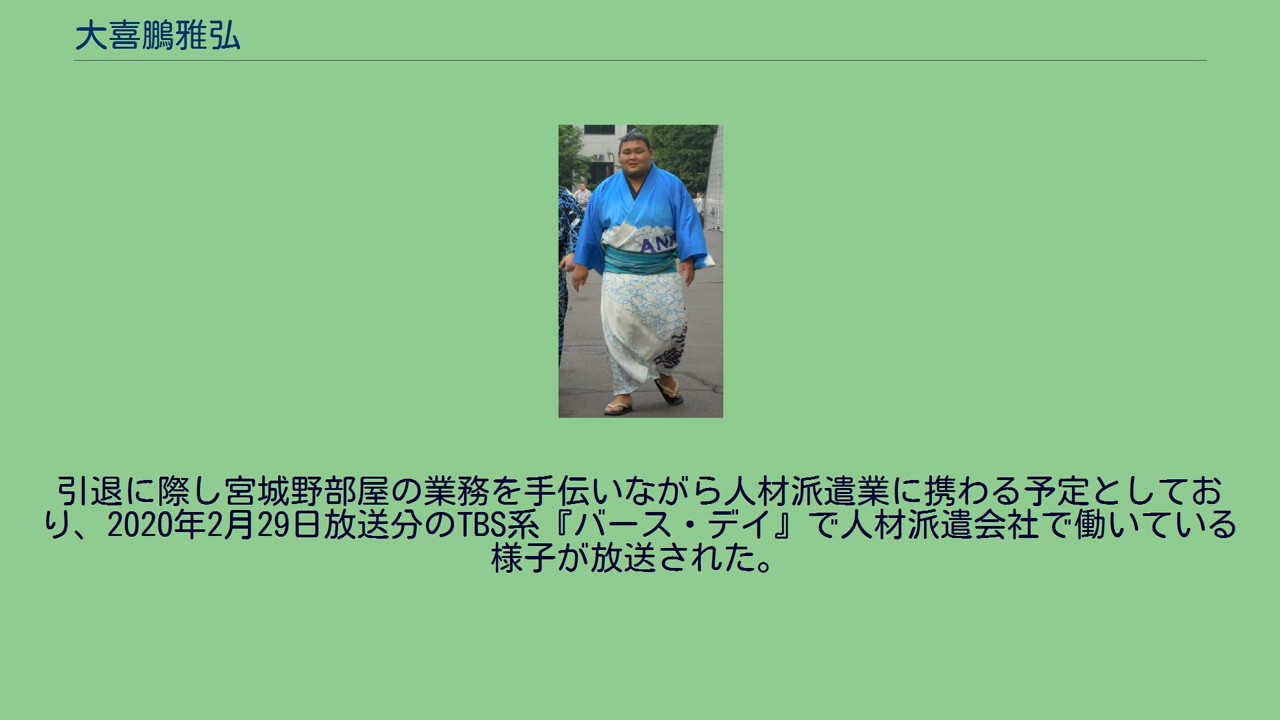 大喜鵬雅弘
AN
引退に際し宮城野部屋の業務を手伝いながら人材派遣業に携わる予定としてお
り、2020年2月29日放送分のTBS系『バース・デイ』で人材派遣会社で働いている
様子が放送された。